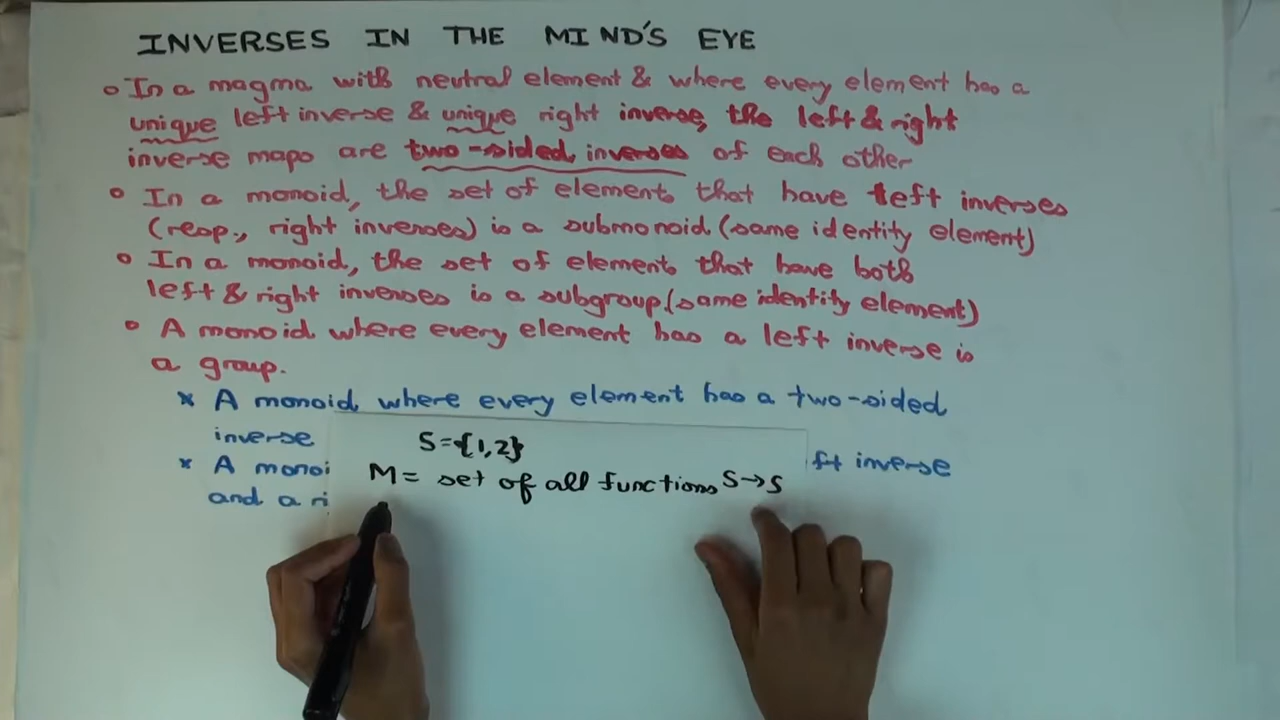 INVERSES IN THE MIND'S EYE
In a magma with neutral element & where every element has a
unique left inverse & unique right inverse, the left & right
inverse maps are two-sided inverses of each other
In a monoid, the set of elements that have left inverses
(resp., right inverses) is a submonoid (same identity element)
In a monoid, the set of elements that have both
left & right inverses is a subgroup. (same identity element)
A monoid where every element has a left inverse is
a group.
* A monoid where every element has a two-sided
inverse
* A monoi ft inverse
and a ri
S={1,2}
M= set of all functions S→S